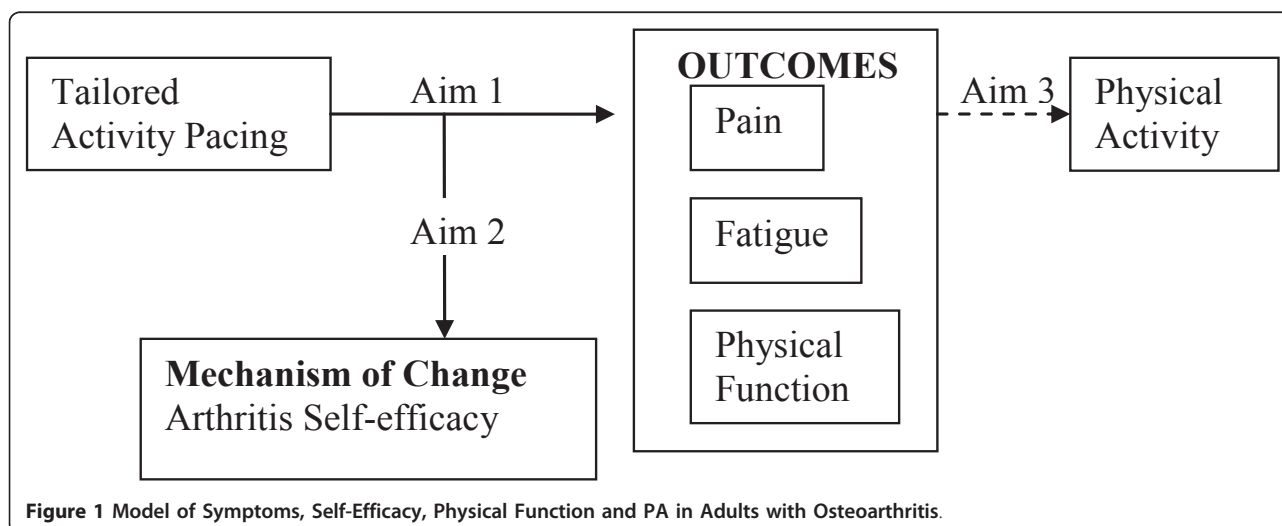 Tailored
Activity Pacing
Aim 1
Aim 2
Mechanism of Change
Arthritis Self-efficacy
OUTCOMES
Pain
Fatigue
Physical
Function
Aim 3
Physical
Activity
Figure 1 Model of Symptoms, Self-Efficacy, Physical Function and PA in Adults with Osteoarthritis.